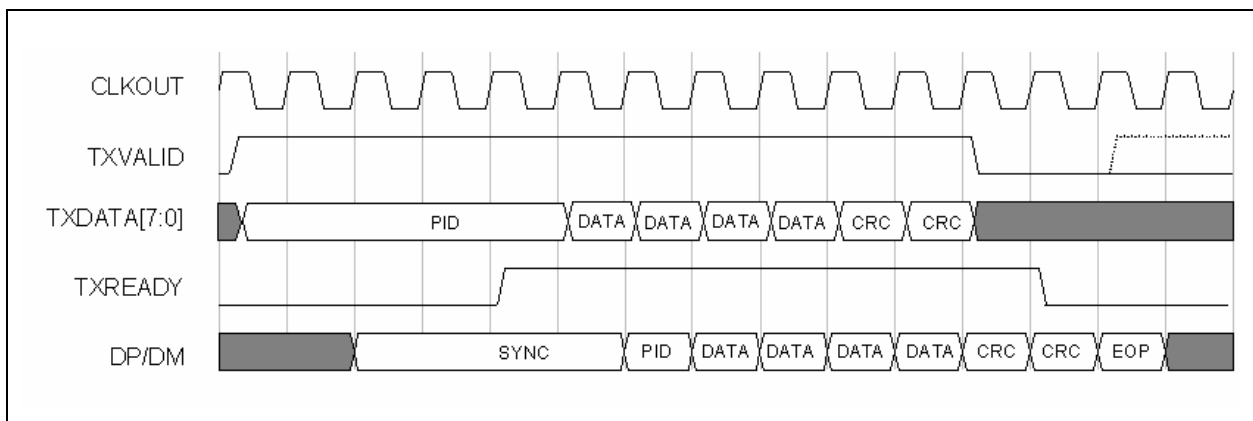 CLKOUT
TXVALID
TXDATA[7:0] PID DATA DATA DATA DATA CRC CRC
TXREADY
DP/DM SYNC PID DATA DATA DATA DATA CRC CRC EOP